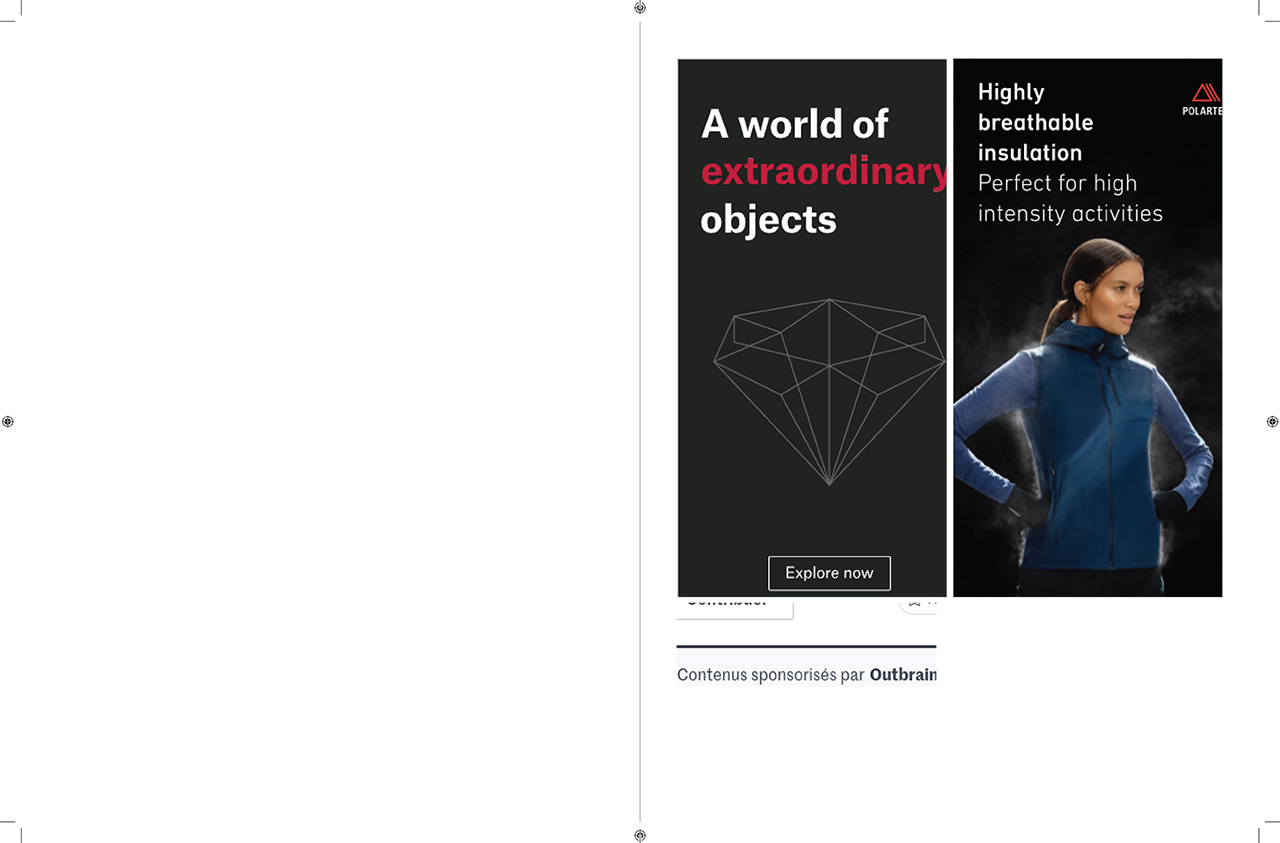 A world of
extraordinary
objects
Explore now
Highly
breathable
insulation
Perfect for high
intensity activities
POLARTE
Contribuer
Contenus sponsorisés par Outbrain